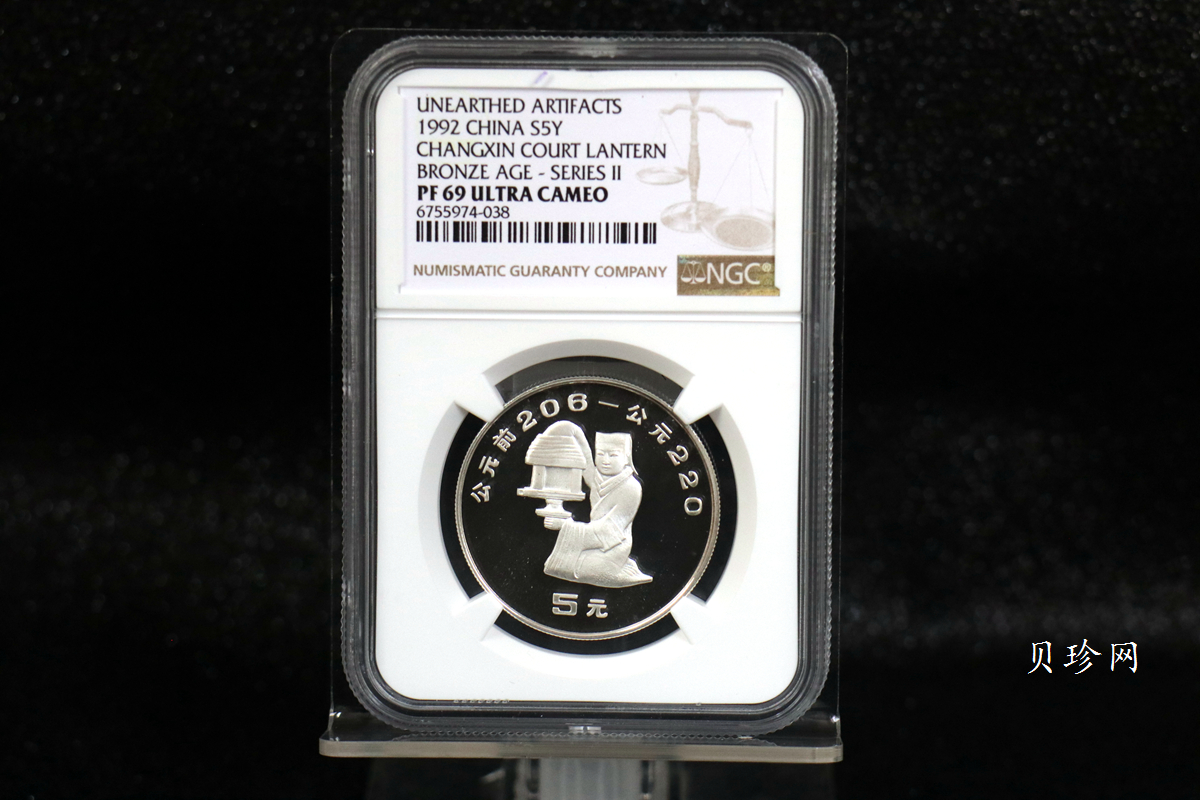 UNEARTHED ARTIFACTS
1992 CHINA S5Y
CHANGXIN COURT LANTERN
BRONZE AGE - SERIES II
PF 69 ULTRA CAMEO
6755974-038
NUMISMATIC GUARANTY COMPANY
NGC®
公元前206—公元220
5元
贝珍网